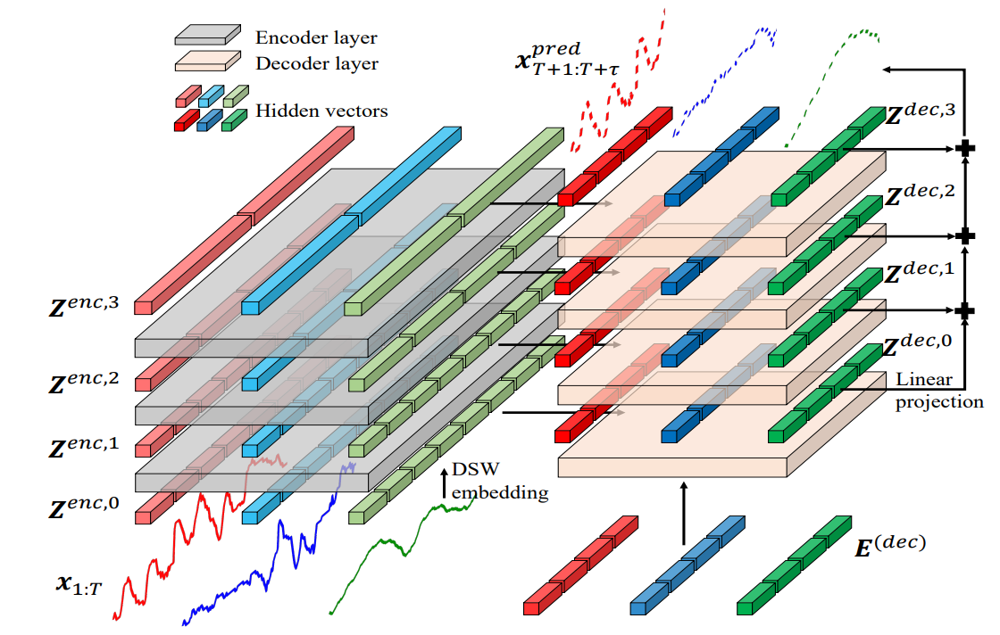 Encoder layer
Decoder layer
Hidden vectors
x^{pred}_{T+1:T+τ}
Z^{dec,3}
Z^{dec,2}
Z^{dec,1}
Z^{dec,0}
Linear
projection
Z^{enc,3}
Z^{enc,2}
Z^{enc,1}
Z^{enc,0}
DSW
embedding
x_{1:T}
E^{(dec)}